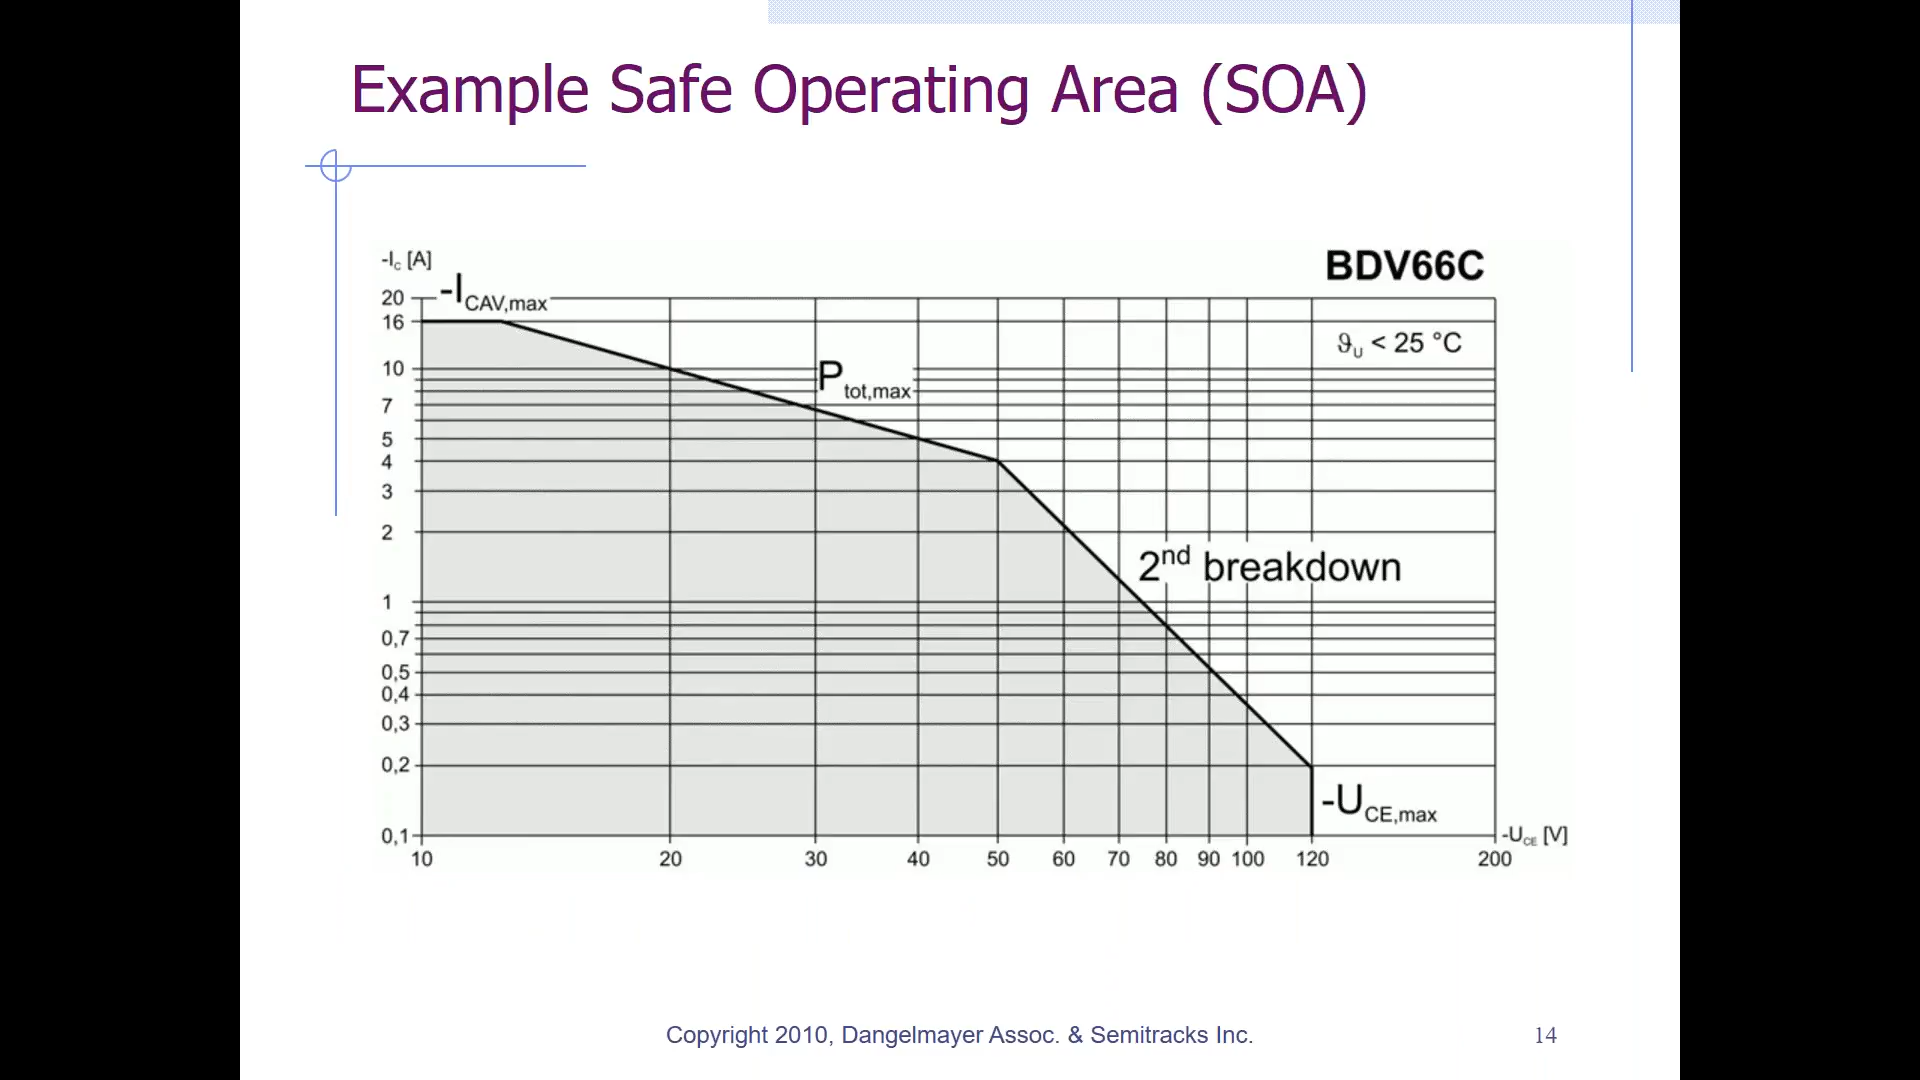 Example Safe Operating Area (SOA)
-I_C [A]
BDV66C
-I_CAV,max
20
16
ϑ_U < 25 °C
10
P_tot,max
7
5
4
3
2
2nd breakdown
1
0,7
0,5
0,4
0,3
0,2
-U_CE,max
0,1
-U_CE [V]
10 20 30 40 50 60 70 80 90 100 120 200
Copyright 2010, Dangelmayer Assoc. & Semitracks Inc.
14